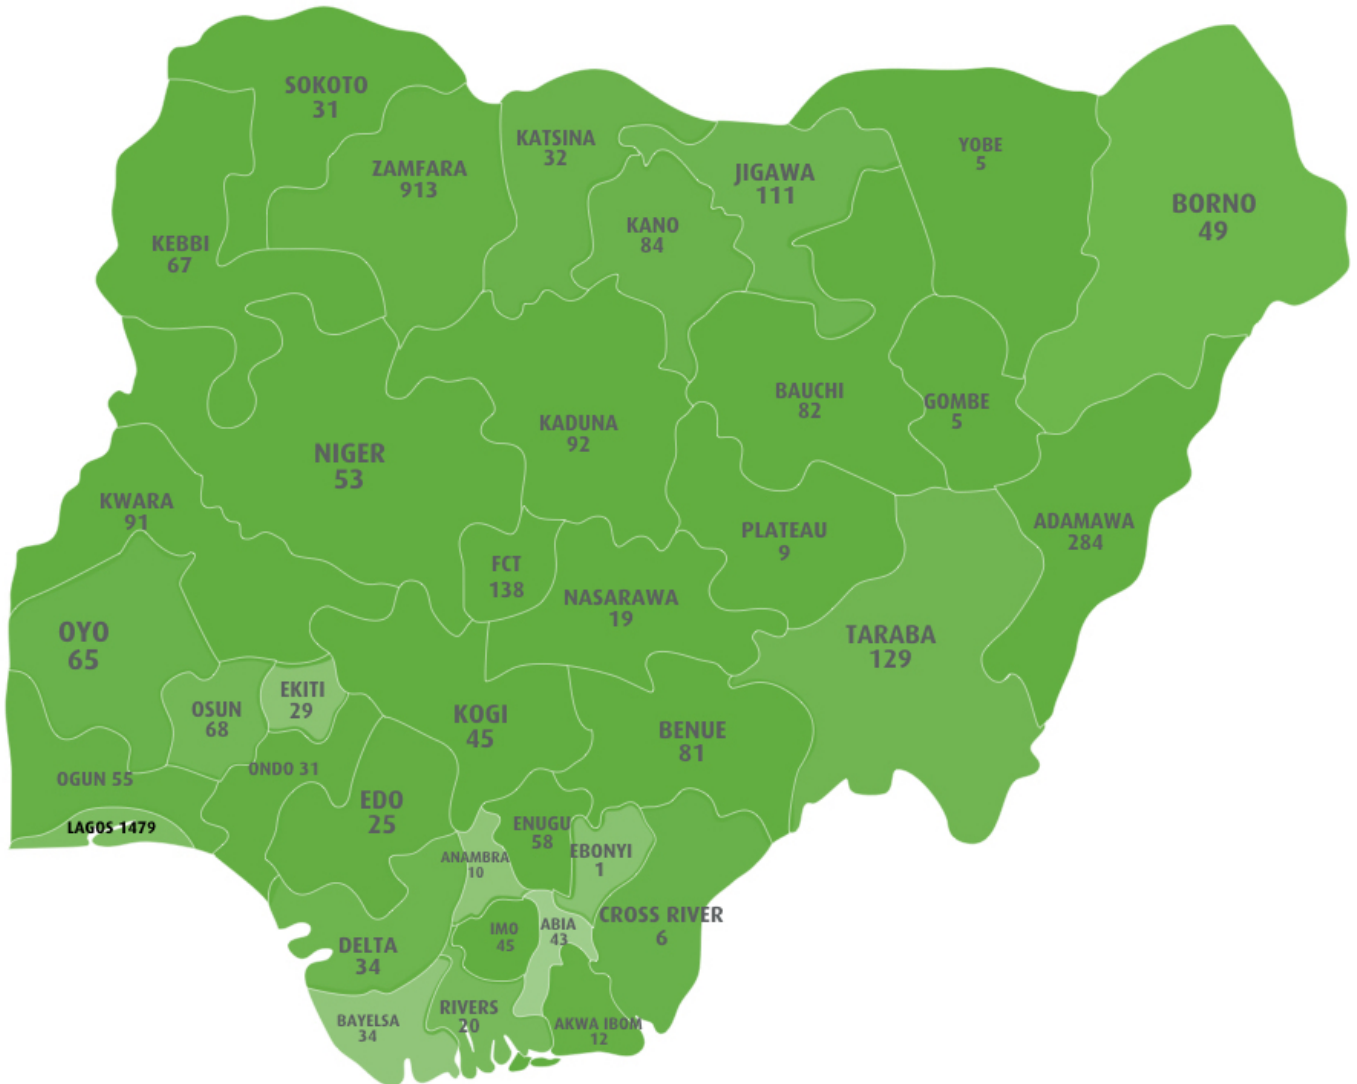 SOKOTO
31
KATSINA
32
ZAMFARA
913
JIGAWA
111
YOBE
5
BORNO
49
KANO
84
KEBBI
67
BAUCHI
82
GOMBE
5
KADUNA
92
NIGER
53
KWARA
91
PLATEAU
9
ADAMAWA
284
FCT
138
NASARAWA
19
TARABA
129
OYO
65
OSUN
68
EKITI
29
KOGI
45
BENUE
81
OGUN 55
ONDO 31
EDO
25
LAGOS 1479
ENUGU
58
EBONYI
1
ANAMBRA
10
CROSS RIVER
6
IMO
45
ABIA
43
DELTA
34
BAYELSA
34
RIVERS
20
AKWA IBOM
12